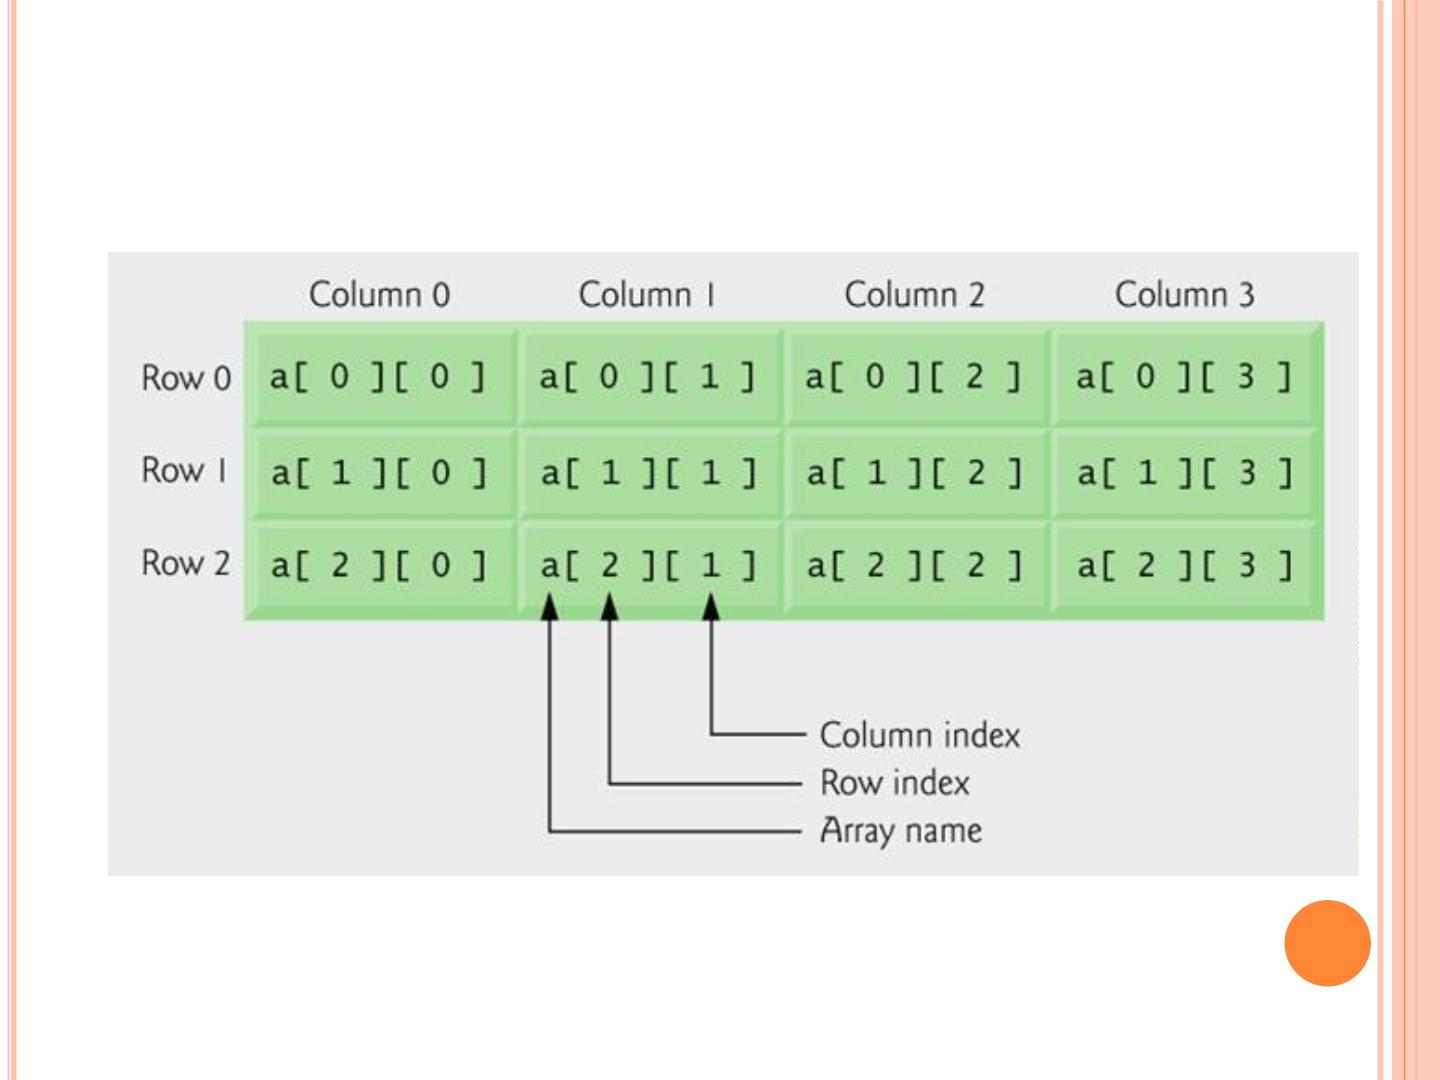 Column 0 Column 1 Column 2 Column 3
Row 0 a[ 0 ][ 0 ] a[ 0 ][ 1 ] a[ 0 ][ 2 ] a[ 0 ][ 3 ]
Row 1 a[ 1 ][ 0 ] a[ 1 ][ 1 ] a[ 1 ][ 2 ] a[ 1 ][ 3 ]
Row 2 a[ 2 ][ 0 ] a[ 2 ][ 1 ] a[ 2 ][ 2 ] a[ 2 ][ 3 ]
Column index
Row index
Array name